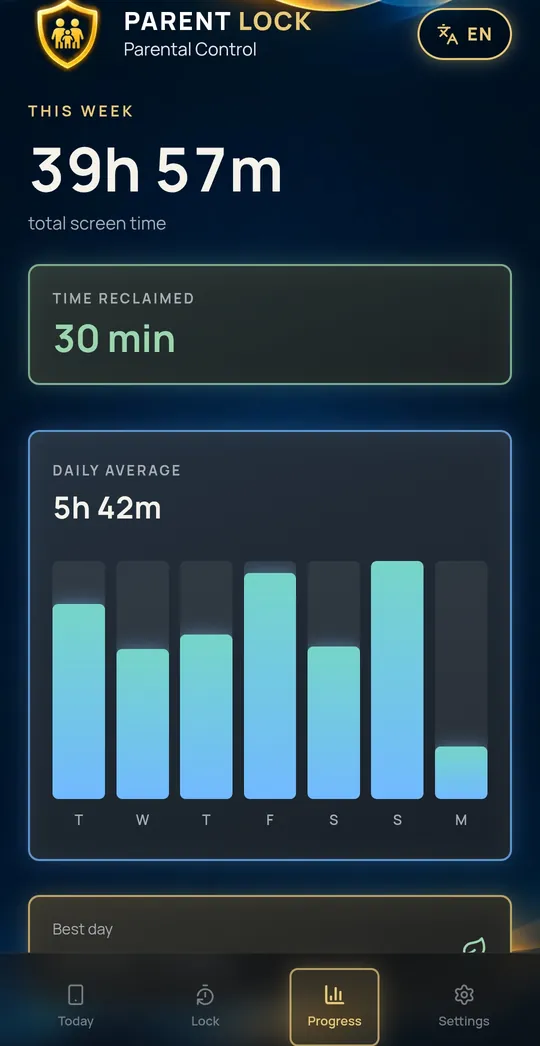 PARENT LOCK
Parental Control
EN
THIS WEEK
39h 57m
total screen time
TIME RECLAIMED
30 min
DAILY AVERAGE
5h 42m
T W T F S S M
Best day
Today Lock Progress Settings